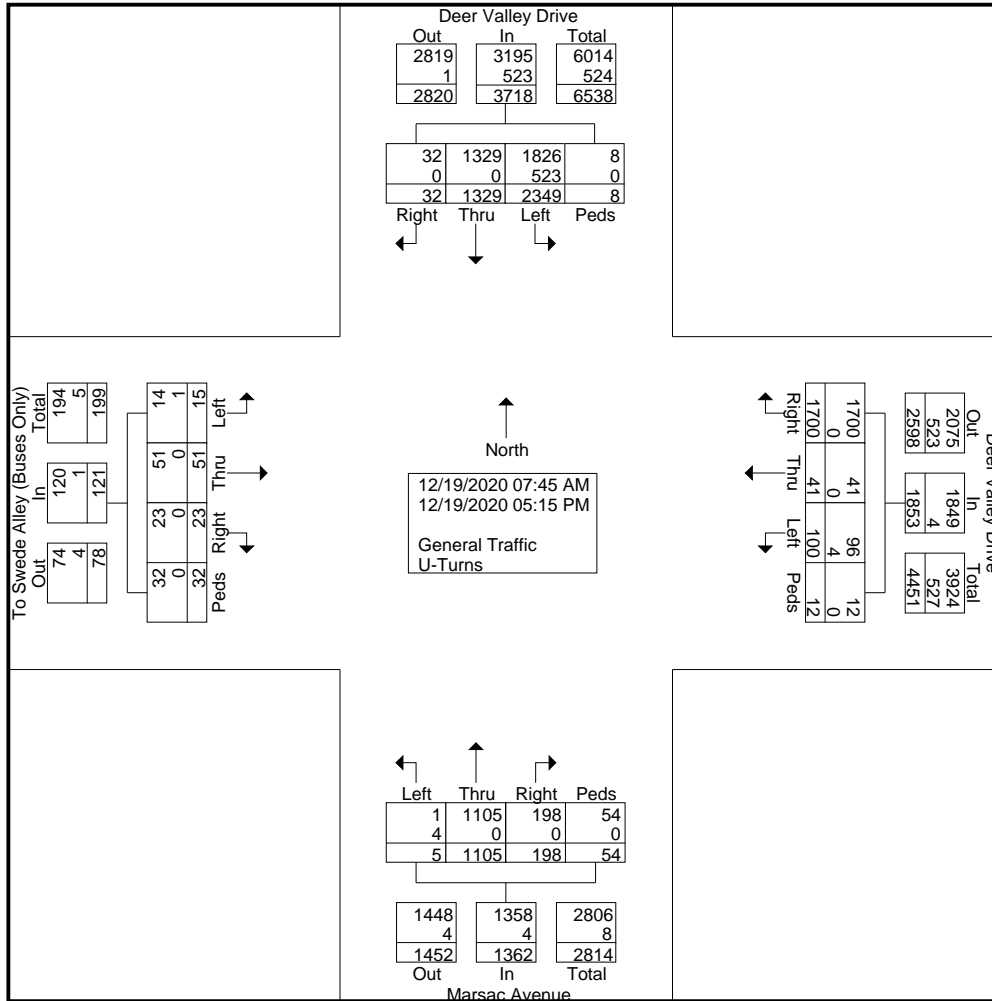 Deer Valley Drive
Out In Total
2819 3195 6014
1 523 524
2820 3718 6538
32 1329 1826 8
0 0 523 0
32 1329 2349 8
Right Thru Left Peds
To Swede Alley (Buses Only)
Total In Out
194 120 74
5 1 4
199 121 78
14 51 23 32
1 0 0 0
15 51 23 32
Left Thru Right Peds
North
12/19/2020 07:45 AM
12/19/2020 05:15 PM
General Traffic
U-Turns
Right Thru Left Peds
1700 41 96 12
0 0 4 0
1700 41 100 12
Out In Total
2075 1849 3924
523 4 527
2598 1853 4451
Deer Valley Drive
Left Thru Right Peds
1 1105 198 54
4 0 0 0
5 1105 198 54
1448 1358 2806
4 4 8
1452 1362 2814
Out In Total
Marsac Avenue